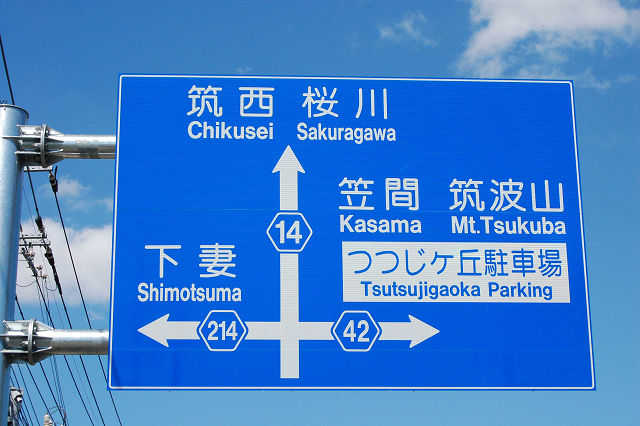 筑西 桜川
Chikusei Sakuragawa
14
笠間 筑波山
Kasama Mt.Tsukuba
つつじケ丘駐車場
Tsutsujigaoka Parking
下妻
Shimotsuma
214
42